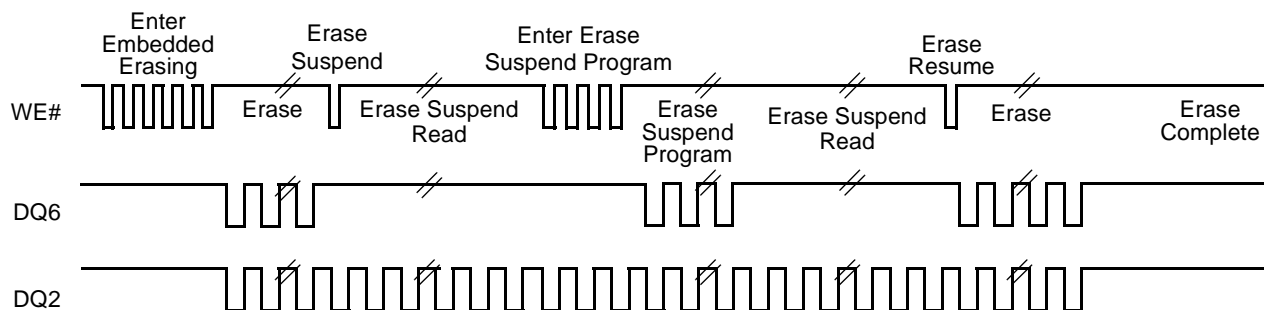 Enter
Embedded
Erasing
Erase
Suspend
Enter Erase
Suspend Program
Erase
Resume
WE#
Erase
Erase Suspend
Read
Erase
Suspend
Program
Erase Suspend
Read
Erase
Erase
Complete
DQ6
DQ2